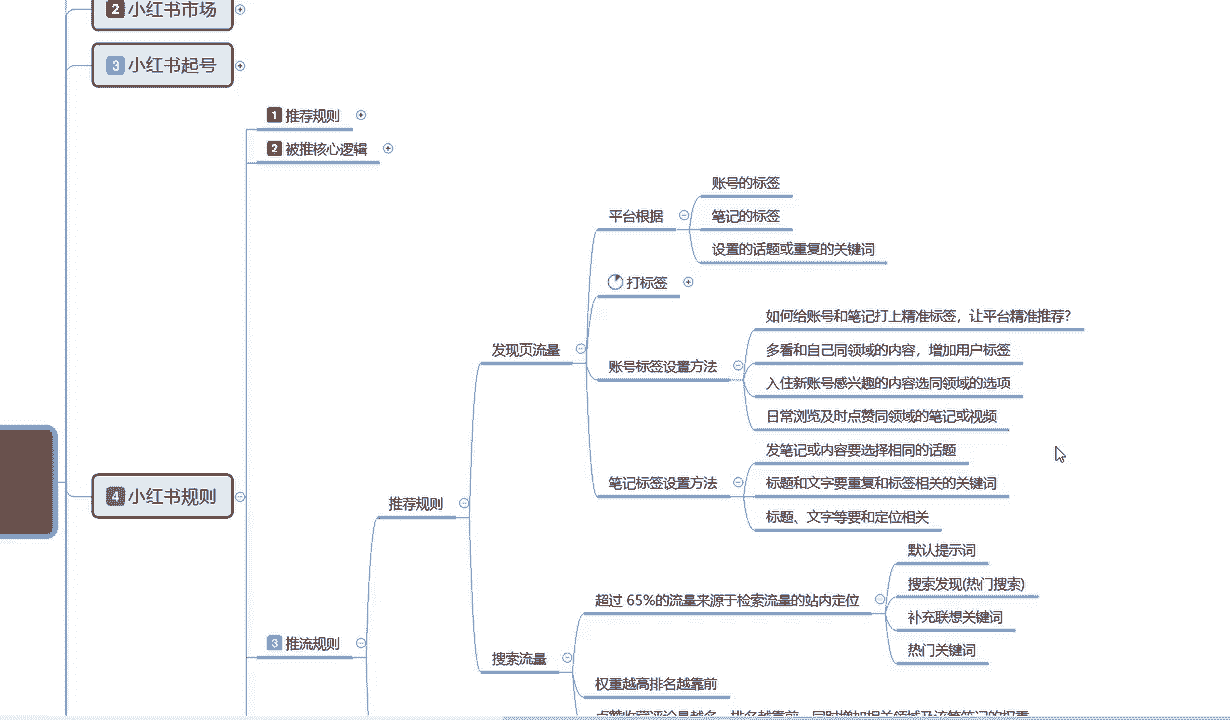 2 小红书市场
3 小红书起号
1 推荐规则
2 被推核心逻辑
账号的标签
平台根据
笔记的标签
设置的话题或重复的关键词
打标签
如何给账号和笔记打上精准标签，让平台精准推荐？
发现页流量
多看和自己同领域的内容，增加用户标签
账号标签设置方法
入住新账号感兴趣的内容选同领域的选项
日常浏览及时点赞同领域的笔记或视频
发笔记或内容要选择相同的话题
笔记标签设置方法
标题和文字要重复和标签相关的关键词
4 小红书规则
推荐规则
标题、文字等要和定位相关
默认提示词
搜索发现(热门搜索)
超过 65%的流量来源于检索流量的站内定位
补充联想关键词
3 推流规则
热门关键词
搜索流量
权重越高排名越靠前